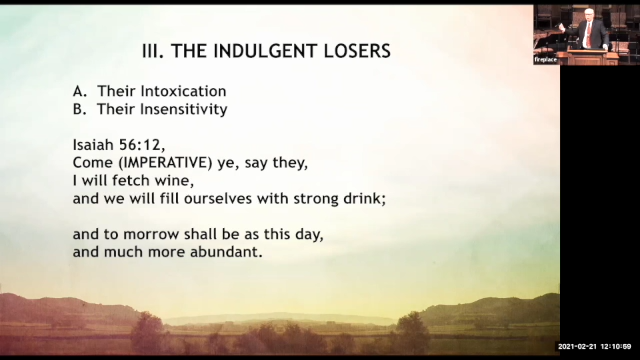 III. THE INDULGENT LOSERS
A. Their Intoxication
B. Their Insensitivity
Isaiah 56:12,
Come (IMPERATIVE) ye, say they,
I will fetch wine,
and we will fill ourselves with strong drink;
and to morrow shall be as this day,
and much more abundant.
fireplace
2021-02-21 12:10:59